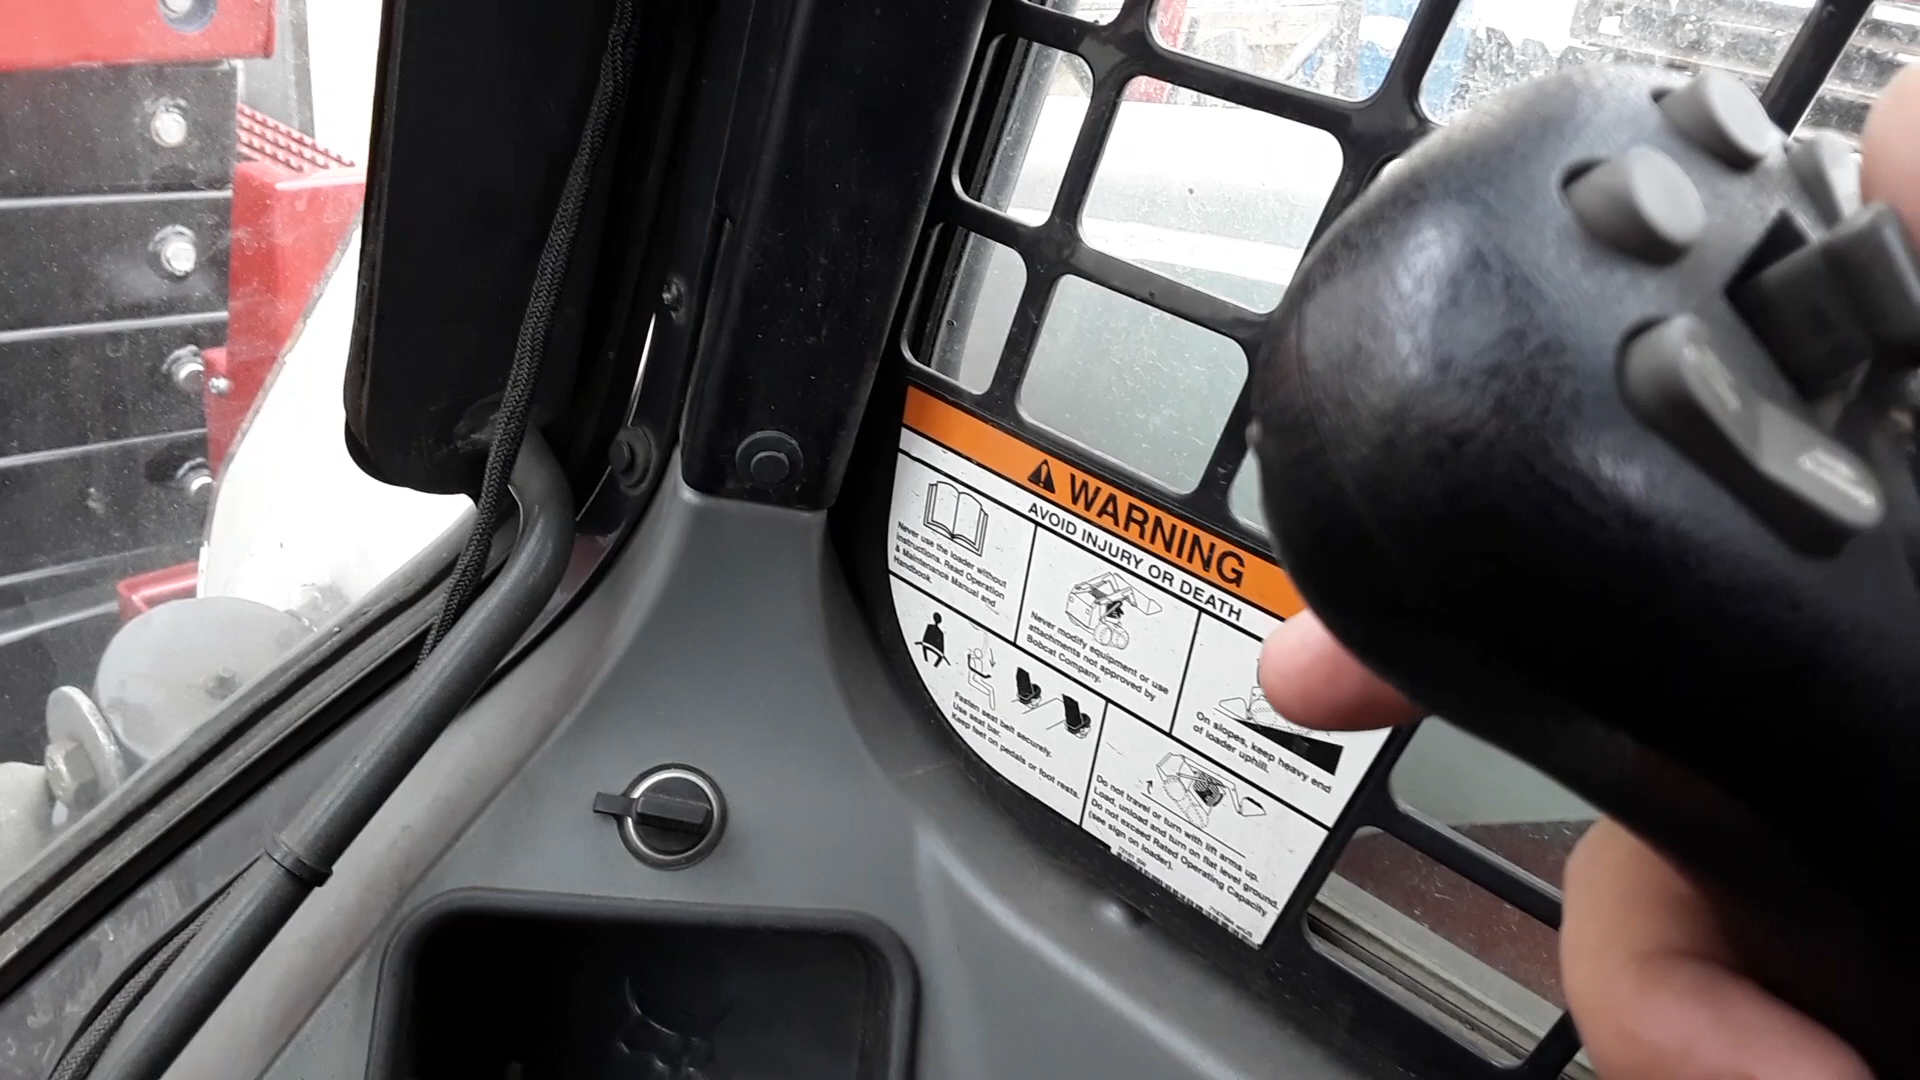 WARNING
AVOID INJURY OR DEATH
Never use the loader without
instructions. Read Operation
& Maintenance Manual and
Handbook.
Never modify equipment or use
attachments not approved by
Bobcat Company.
On slopes, keep heavy end
of loader uphill.
Fasten seat belt securely.
Use seat bar.
Keep feet on pedals or foot rests.
Do not travel or turn with lift arms up.
Load, unload and turn on flat level ground.
Do not exceed Rated Operating Capacity
(see sign on loader).